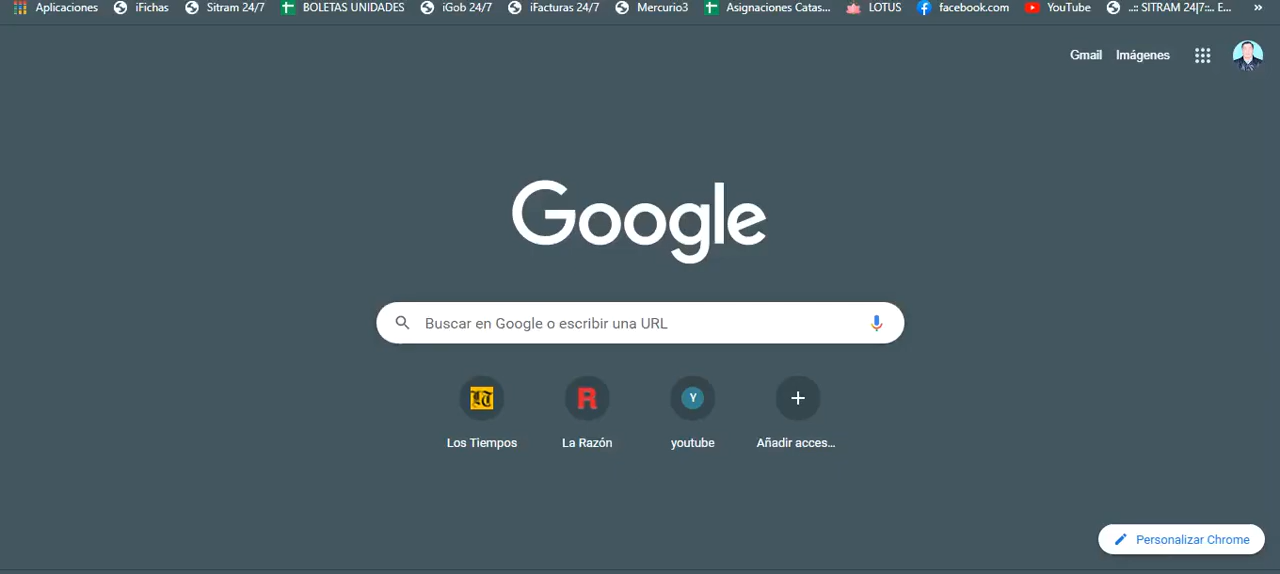 Aplicaciones iFichas Sitram 24/7 BOLETAS UNIDADES iGob 24/7 iFacturas 24/7 Mercurio3 Asignaciones Catas... LOTUS facebook.com YouTube ..:: SITRAM 24|7::.. E... »
Gmail Imágenes
Google
Buscar en Google o escribir una URL
LT R Y
Los Tiempos La Razón youtube Añadir acces...
Personalizar Chrome